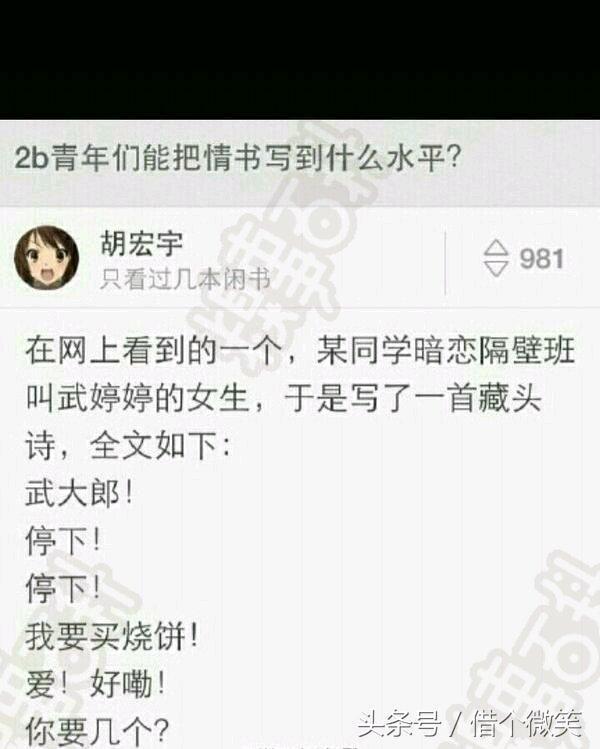 2b青年们能把情书写到什么水平?
胡宏宇
只看过几本闲书
981
在网上看到的一个，某同学暗恋隔壁班
叫武婷婷的女生，于是写了一首藏头
诗，全文如下：
武大郎！
停下！
停下！
我要买烧饼！
爱！好嘞！
你要几个？
头条号 / 借个微笑